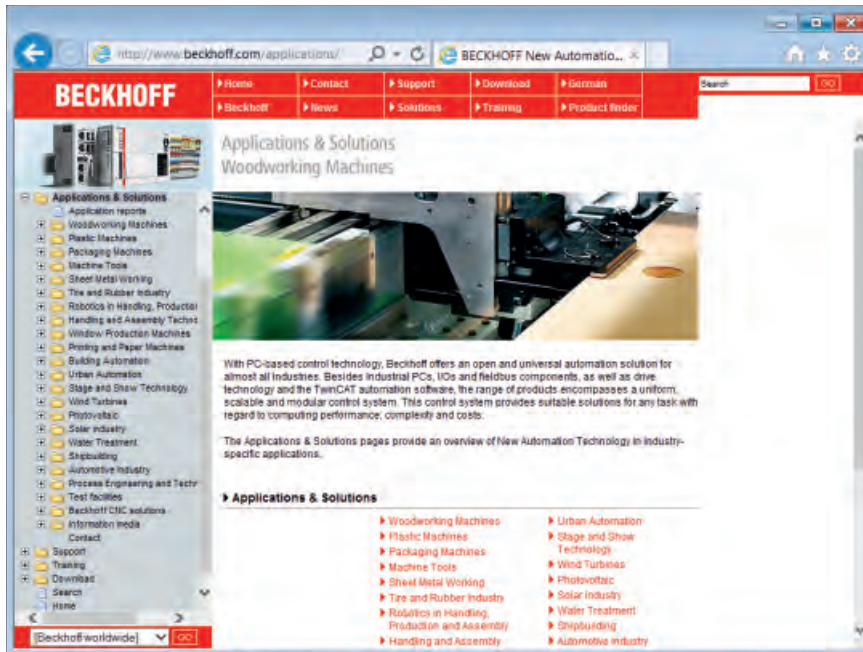 http://www.beckhoff.com/applications/
BECKHOFF New Automatio...
BECKHOFF
Home
Contact
Support
Download
German
Search
GO
Beckhoff
News
Solutions
Training
Product finder
Applications & Solutions
Woodworking Machines
Applications & Solutions
Application reports
Woodworking Machines
Plastic Machines
Packaging Machines
Machine Tools
Sheet Metal Working
Tire and Rubber Industry
Robotics in Handling, Production
Handling and Assembly Techno
Window Production Machines
Printing and Paper Machines
Building Automation
Urban Automation
Stage and Show Technology
Wind Turbines
Photovoltaic
Solar industry
Water Treatment
Shipbuilding
Automotive Industry
Process Engineering and Techr
Test facilities
Beckhoff CNC solutions
Information media
Contact
Support
Training
Download
Search
Home
[Beckhoff worldwide]
GO
With PC-based control technology, Beckhoff offers an open and universal automation solution for
almost all industries. Besides Industrial PCs, I/Os and fieldbus components, as well as drive
technology and the TwinCAT automation software, the range of products encompasses a uniform,
scalable and modular control system. This control system provides suitable solutions for any task with
regard to computing performance, complexity and costs.
The Applications & Solutions pages provide an overview of New Automation Technology in industry-
specific applications.
Applications & Solutions
Woodworking Machines
Plastic Machines
Packaging Machines
Machine Tools
Sheet Metal Working
Tire and Rubber Industry
Robotics in Handling,
Production and Assembly
Handling and Assembly
Urban Automation
Stage and Show
Technology
Wind Turbines
Photovoltaic
Solar Industry
Water Treatment
Shipbuilding
Automotive Industry